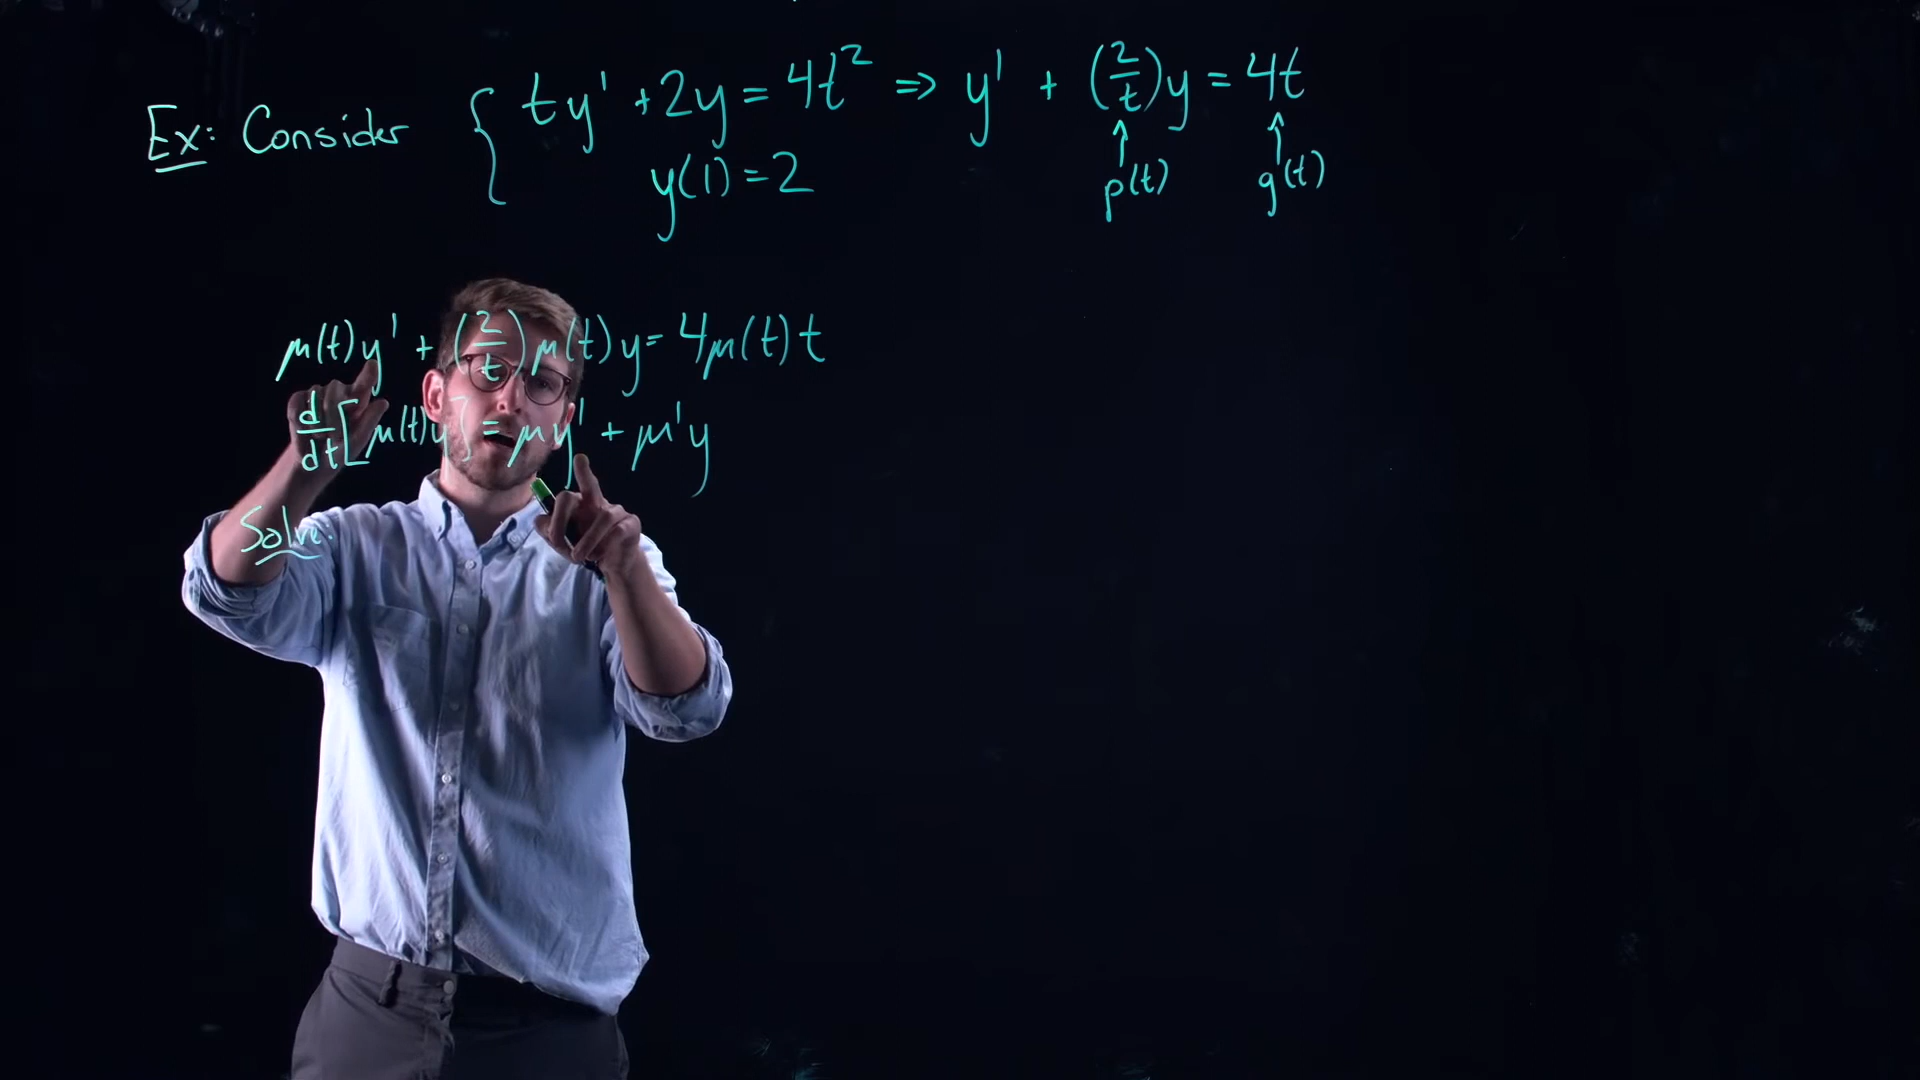 Ex: Consider { ty' + 2y = 4t² ⇒ y' + (2/t)y = 4t
y(1) = 2
↑ p(t) ↑ g(t)
μ(t)y' + (2/t)μ(t)y = 4μ(t)t
d/dt[μ(t)y] = μy' + μ'y
Solve: